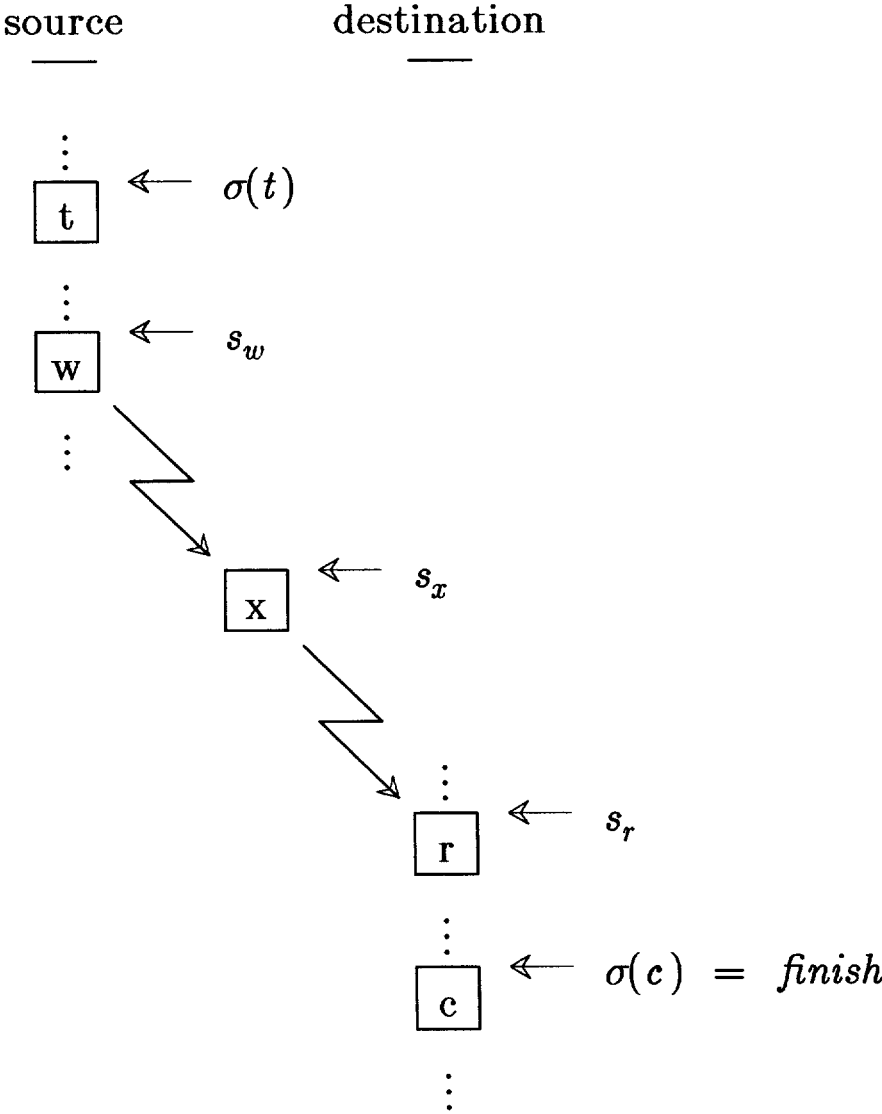 source destination
σ(t)
t
s_w
w
s_x
x
s_r
r
σ(c) = finish
c